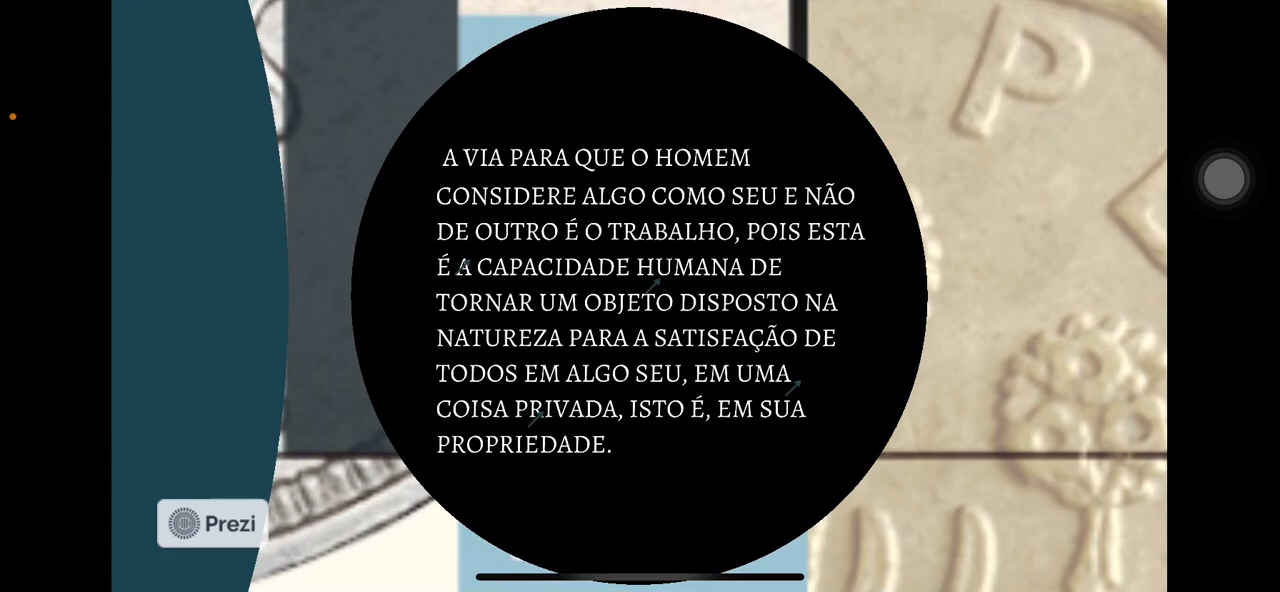 A VIA PARA QUE O HOMEM
CONSIDERE ALGO COMO SEU E NÃO
DE OUTRO É O TRABALHO, POIS ESTA
É A CAPACIDADE HUMANA DE
TORNAR UM OBJETO DISPOSTO NA
NATUREZA PARA A SATISFAÇÃO DE
TODOS EM ALGO SEU, EM UMA
COISA PRIVADA, ISTO É, EM SUA
PROPRIEDADE.
P
Prezi